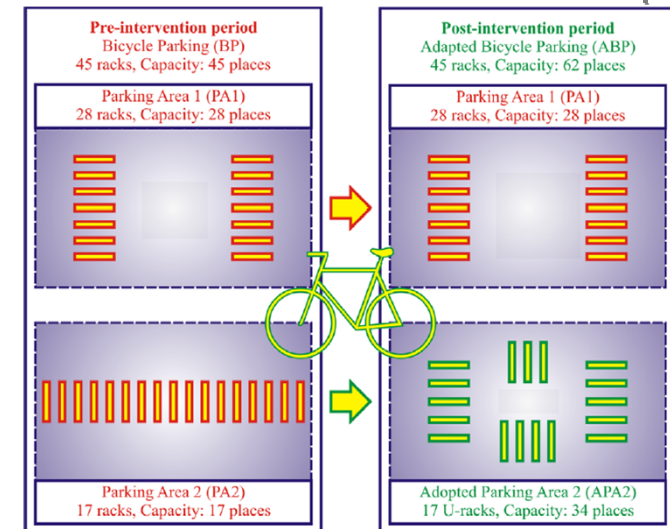 Pre-intervention period
Bicycle Parking (BP)
45 racks, Capacity: 45 places
Parking Area 1 (PA1)
28 racks, Capacity: 28 places
Parking Area 2 (PA2)
17 racks, Capacity: 17 places
Post-intervention period
Adapted Bicycle Parking (ABP)
45 racks, Capacity: 62 places
Parking Area 1 (PA1)
28 racks, Capacity: 28 places
Adopted Parking Area 2 (APA2)
17 U-racks, Capacity: 34 places